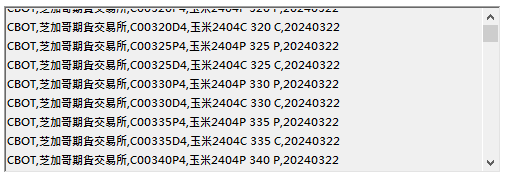 CBOT,芝加哥期貨交易所,C00320P4,玉米2404P 320 P,20240322
CBOT,芝加哥期貨交易所,C00320D4,玉米2404C 320 C,20240322
CBOT,芝加哥期貨交易所,C00325P4,玉米2404P 325 P,20240322
CBOT,芝加哥期貨交易所,C00325D4,玉米2404C 325 C,20240322
CBOT,芝加哥期貨交易所,C00330P4,玉米2404P 330 P,20240322
CBOT,芝加哥期貨交易所,C00330D4,玉米2404C 330 C,20240322
CBOT,芝加哥期貨交易所,C00335P4,玉米2404P 335 P,20240322
CBOT,芝加哥期貨交易所,C00335D4,玉米2404C 335 C,20240322
CBOT,芝加哥期貨交易所,C00340P4,玉米2404P 340 P,20240322